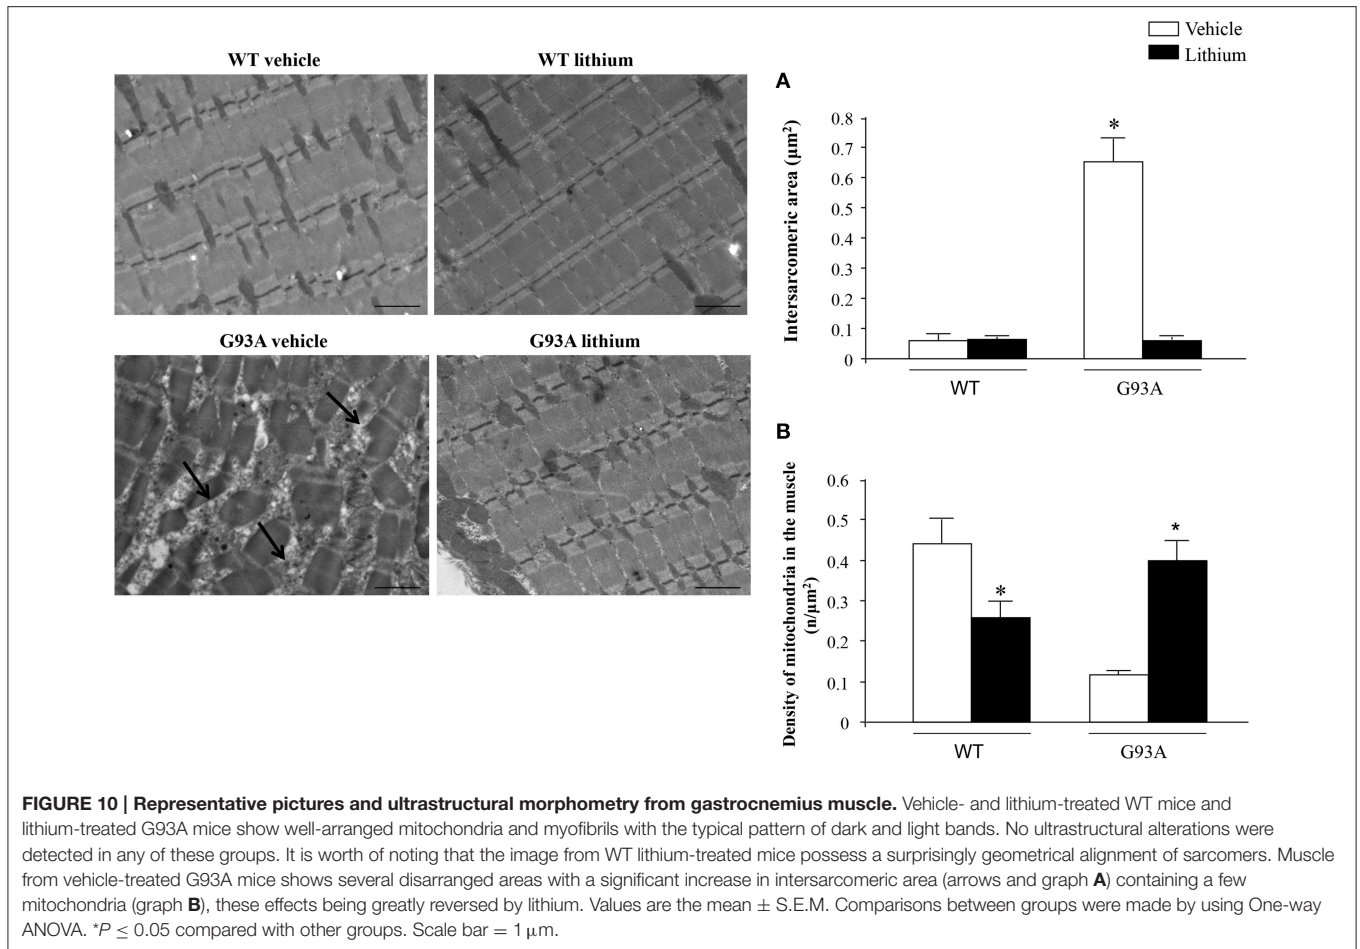 Vehicle
Lithium
WT vehicle
WT lithium
G93A vehicle
G93A lithium
A
Intersarcomeric area (µm²)
0.8
0.7
0.6
0.5
0.4
0.3
0.2
0.1
0
*
WT
G93A
B
Density of mitochondria in the muscle
(n/µm²)
0.6
0.5
0.4
0.3
0.2
0.1
0
*
*
WT
G93A
FIGURE 10 | Representative pictures and ultrastructural morphometry from gastrocnemius muscle. Vehicle- and lithium-treated WT mice and
lithium-treated G93A mice show well-arranged mitochondria and myofibrils with the typical pattern of dark and light bands. No ultrastructural alterations were
detected in any of these groups. It is worth of noting that the image from WT lithium-treated mice possess a surprisingly geometrical alignment of sarcomers. Muscle
from vehicle-treated G93A mice shows several disarranged areas with a significant increase in intersarcomeric area (arrows and graph A) containing a few
mitochondria (graph B), these effects being greatly reversed by lithium. Values are the mean ± S.E.M. Comparisons between groups were made by using One-way
ANOVA. *P ≤ 0.05 compared with other groups. Scale bar = 1 µm.